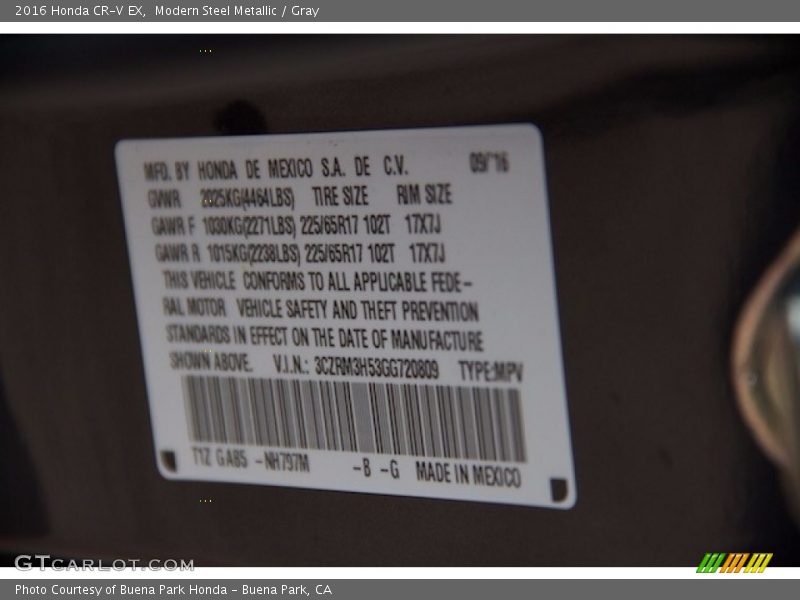 2016 Honda CR-V EX, Modern Steel Metallic / Gray
MFD. BY HONDA DE MEXICO S.A. DE C.V. 09/16
GVWR 2025KG(4464LBS) TIRE SIZE RIM SIZE
GAWR F 1030KG(2271LBS) 225/65R17 102T 17X7J
GAWR R 1015KG(2238LBS) 225/65R17 102T 17X7J
THIS VEHICLE CONFORMS TO ALL APPLICABLE FEDE-
RAL MOTOR VEHICLE SAFETY AND THEFT PREVENTION
STANDARDS IN EFFECT ON THE DATE OF MANUFACTURE
SHOWN ABOVE. V.I.N.: 3CZRM3H53GG720809 TYPE:MPV
T1Z GA85 -NH797M -B -G MADE IN MEXICO
GTCARLOT.COM
Photo Courtesy of Buena Park Honda - Buena Park, CA